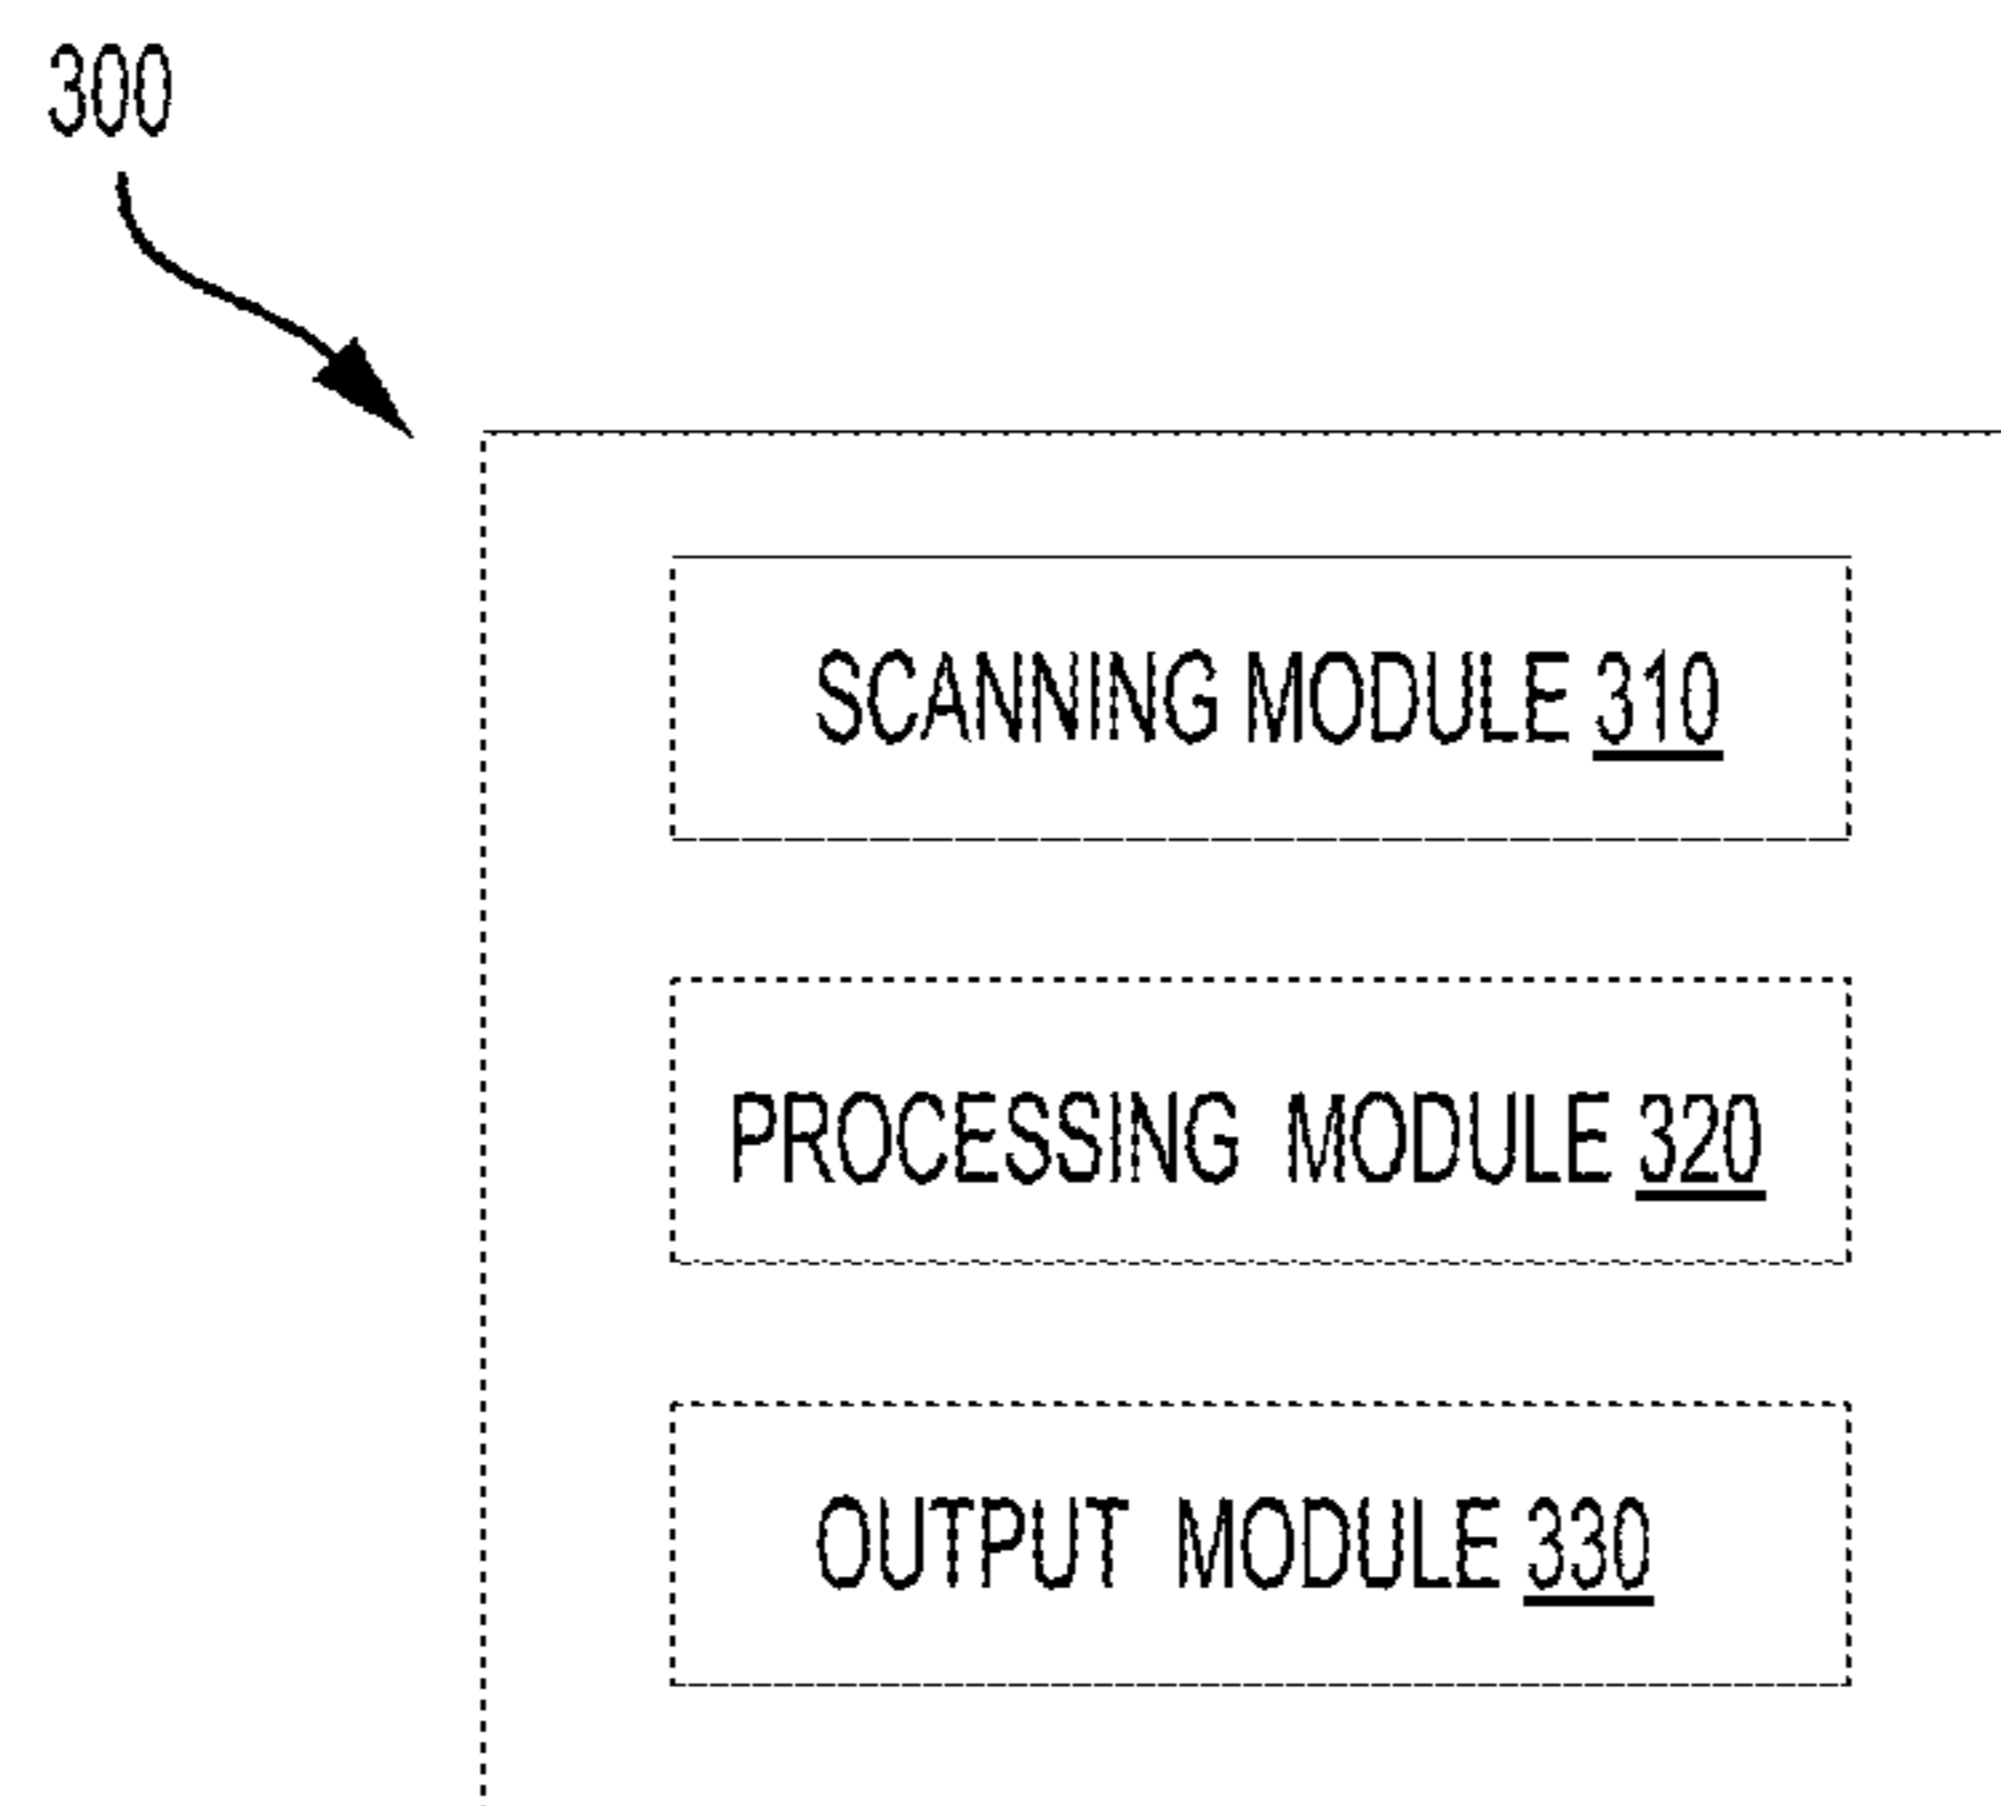 300
SCANNING MODULE 310
PROCESSING MODULE 320
OUTPUT MODULE 330